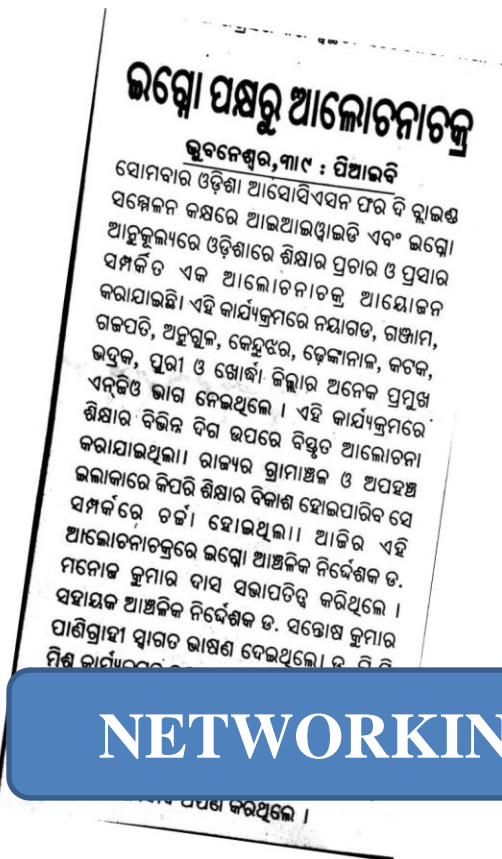 ଇଗ୍ନୋ ପକ୍ଷରୁ ଆଲୋଚନାଚକ୍ର
ଭୁବନେଶ୍ୱର,୩।୯ : ପିଆଇବି
ସୋମବାର ଓଡ଼ିଶା ଆସୋସିଏସନ ଫର ଦି ବ୍ଲାଇଣ୍ଡ
ସମ୍ମେଳନ କକ୍ଷରେ ଆଇଆଇୱାଇଡି ଏବଂ ଇଗ୍ନୋ
ଆନୁକୂଲ୍ୟରେ ଓଡ଼ିଶାରେ ଶିକ୍ଷାର ପ୍ରଚାର ଓ ପ୍ରସାର
ସମ୍ପର୍କିତ ଏକ ଆଲୋଚନାଚକ୍ର ଆୟୋଜନ
କରାଯାଇଛି। ଏହି କାର୍ଯ୍ୟକ୍ରମରେ ନୟାଗଡ, ଗଞ୍ଜାମ,
ଗଜପତି, ଅନୁଗୁଳ, କେନ୍ଦୁଝର, ଢ଼େଙ୍କାନାଳ, କଟକ,
ଭଦ୍ରକ, ପୁରୀ ଓ ଖୋର୍ଦ୍ଧା ଜିଲ୍ଲାର ଅନେକ ପ୍ରମୁଖ
ଏନ୍‌ଜିଓ ଭାଗ ନେଇଥିଲେ । ଏହି କାର୍ଯ୍ୟକ୍ରମରେ
ଶିକ୍ଷାର ବିଭିନ୍ନ ଦିଗ ଉପରେ ବିସ୍ତୃତ ଆଲୋଚନା
କରାଯାଇଥିଲା। ରାଜ୍ୟର ଗ୍ରାମାଞ୍ଚଳ ଓ ଅପହଞ୍ଚ
ଇଲାକାରେ କିପରି ଶିକ୍ଷାର ବିକାଶ ହୋଇପାରିବ ସେ
ସମ୍ପର୍କରେ ଚର୍ଚ୍ଚା ହୋଇଥିଲା। ଆଜିର ଏହି
ଆଲୋଚନାଚକ୍ରରେ ଇଗ୍ନୋ ଆଞ୍ଚଳିକ ନିର୍ଦ୍ଦେଶକ ଡ.
ମନୋଜ କୁମାର ଦାସ ସଭାପତିତ୍ୱ କରିଥିଲେ ।
ସହାୟକ ଆଞ୍ଚଳିକ ନିର୍ଦ୍ଦେଶକ ଡ. ସନ୍ତୋଷ କୁମାର
ପାଣିଗ୍ରାହୀ ସ୍ୱାଗତ ଭାଷଣ ଦେଇଥିଲେ।
ମିଶ୍ର
NETWORKIN
ଅର୍ପଣ କରିଥିଲେ ।